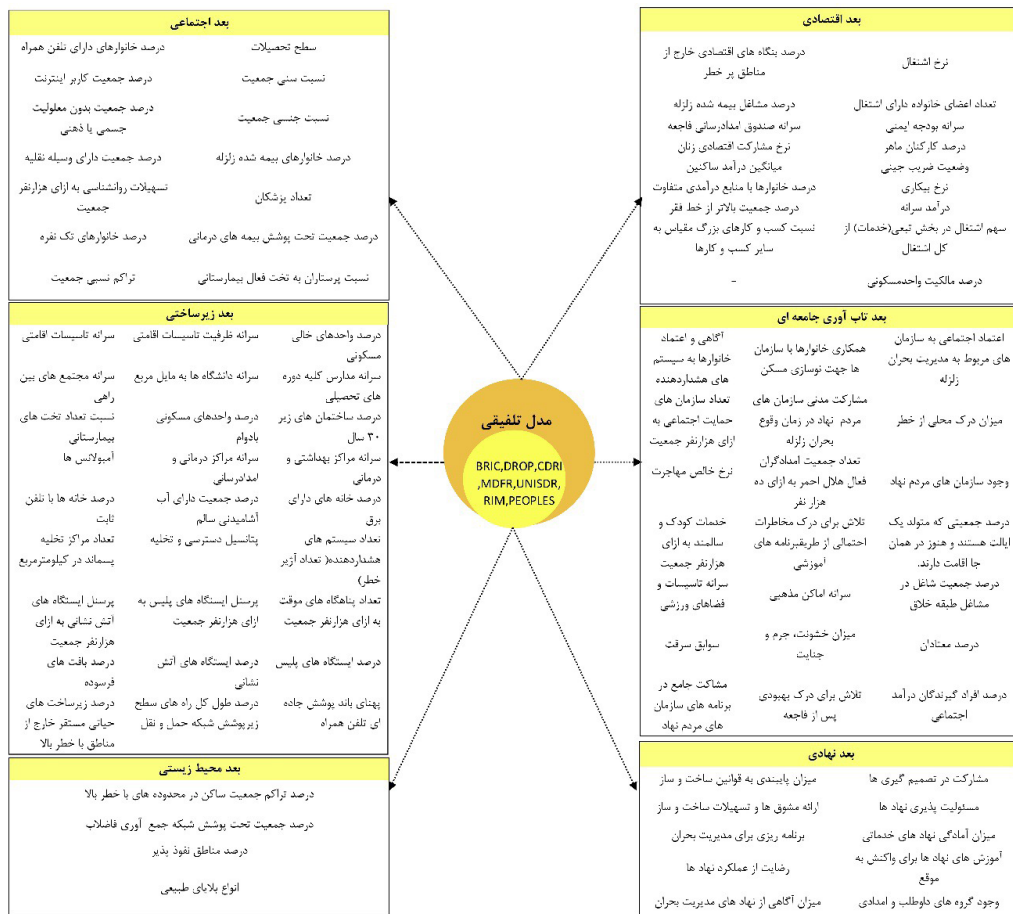 بعد اقتصادی
نرخ اشتغال
درصد بنگاه های اقتصادی خارج از
مناطق پر خطر
تعداد اعضای خانواده دارای اشتغال
درصد مشاغل بیمه شده زلزله
سرانه بودجه ایمنی
سرانه صندوق امدادرسانی فاجعه
درصد کارکنان ماهر
نرخ مشارکت اقتصادی زنان
وضعیت ضریب جینی
میانگین درآمد ساکنین
نرخ بیکاری
درصد خانوارها با منابع درآمدی متفاوت
درآمد سرانه
درصد جمعیت بالاتر از خط فقر
سهم اشتغال در بخش تبعی(خدمات) از
کل اشتغال
نسبت کسب و کارهای بزرگ مقیاس به
سایر کسب و کارها
درصد مالکیت واحدمسکونی
-
بعد اجتماعی
سطح تحصیلات
درصد خانوارهای دارای تلفن همراه
نسبت سنی جمعیت
درصد جمعیت کاربر اینترنت
نسبت جنسی جمعیت
درصد جمعیت بدون معلولیت
جسمی یا ذهنی
درصد خانوارهای بیمه شده زلزله
درصد جمعیت دارای وسیله نقلیه
تعداد پزشکان
تسهیلات روانشناسی به ازای هزارنفر
جمعیت
درصد جمعیت تحت پوشش بیمه های درمانی
درصد خانوارهای تک نفره
نسبت پرستاران به تخت فعال بیمارستانی
تراکم نسبی جمعیت
بعد تاب آوری جامعه ای
اعتماد اجتماعی به سازمان
های مربوط به مدیریت بحران
زلزله
همکاری خانوارها با سازمان
ها جهت نوسازی مسکن
آگاهی و اعتماد
خانوارها به سیستم
های هشداردهنده
میزان درک محلی از خطر
مشارکت مدنی سازمان های
مردم نهاد در زمان وقوع
بحران زلزله
تعداد سازمان های
حمایت اجتماعی به
ازای هزارنفر جمعیت
وجود سازمان های مردم نهاد
تعداد جمعیت امدادگران
فعال هلال احمر به ازای ده
هزار نفر
نرخ خالص مهاجرت
درصد جمعیتی که متولد یک
ایالت هستند و هنوز در همان
جا اقامت دارند.
تلاش برای درک مخاطرات
احتمالی از طریقبرنامه های
آموزشی
خدمات کودک و
سالمند به ازای
هزارنفر جمعیت
درصد جمعیت شاغل در
مشاغل طبقه خلاق
سرانه اماکن مذهبی
سرانه تاسیسات و
فضاهای ورزشی
درصد معتادان
میزان خشونت، جرم و
جنایت
سوابق سرقت
درصد افراد گیرندگان درآمد
اجتماعی
تلاش برای درک بهبودی
پس از فاجعه
مشاکت جامع در
برنامه های سازمان
های مردم نهاد
مدل تلفیقی
BRIC,DROP,CDRI
,MDFR,UNISDR,
RIM,PEOPLES
بعد زیرساختی
درصد واحدهای خالی
مسکونی
سرانه ظرفیت تاسیسات اقامتی
سرانه تاسیسات اقامتی
سرانه مدارس کلیه دوره
های تحصیلی
سرانه دانشگاه ها به مایل مربع
سرانه مجتمع های بین
راهی
درصد ساختمان های زیر
۳۰ سال
درصد واحدهای مسکونی
بادوام
نسبت تعداد تخت های
بیمارستانی
سرانه مراکز بهداشتی و
درمانی
سرانه مراکز درمانی و
امدادرسانی
آمبولانس ها
درصد خانه های دارای
برق
درصد جمعیت دارای آب
آشامیدنی سالم
درصد خانه ها با تلفن
ثابت
تعداد سیستم های
هشداردهنده( تعداد آژیر
خطر)
پتانسیل دسترسی و تخلیه
تعداد مراکز تخلیه
پسماند در کیلومترمربع
تعداد پناهگاه های موقت
به ازای هزارنفر جمعیت
پرسنل ایستگاه های پلیس به
ازای هزارنفر جمعیت
پرسنل ایستگاه های
آتش نشانی به ازای
هزارنفر جمعیت
درصد ایستگاه های پلیس
درصد ایستگاه های آتش
نشانی
درصد بافت های
فرسوده
پهنای باند پوشش جاده
ای تلفن همراه
درصد طول کل راه های سطح
زیرپوشش شبکه حمل و نقل
درصد زیرساخت های
حیاتی مستقر خارج از
مناطق با خطر بالا
بعد نهادی
مشارکت در تصمیم گیری ها
میزان پایبندی به قوانین ساخت و ساز
مسئولیت پذیری نهاد ها
ارائه مشوق ها و تسهیلات ساخت و ساز
میزان آمادگی نهاد های خدماتی
برنامه ریزی برای مدیریت بحران
آموزش های نهاد ها برای واکنش به
موقع
رضایت از عملکرد نهاد ها
وجود گروه های داوطلب و امدادی
میزان آگاهی از نهاد های مدیریت بحران
بعد محیط زیستی
درصد تراکم جمعیت ساکن در محدوده های با خطر بالا
درصد جمعیت تحت پوشش شبکه جمع آوری فاضلاب
درصد مناطق نفوذ پذیر
انواع بلایای طبیعی